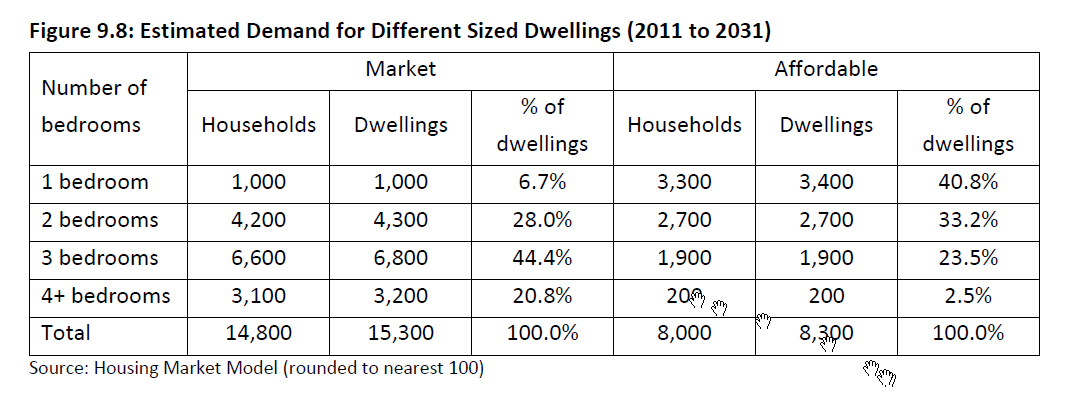 Figure 9.8: Estimated Demand for Different Sized Dwellings (2011 to 2031)
Number of bedrooms Market Affordable
Households Dwellings % of dwellings Households Dwellings % of dwellings
1 bedroom 1,000 1,000 6.7% 3,300 3,400 40.8%
2 bedrooms 4,200 4,300 28.0% 2,700 2,700 33.2%
3 bedrooms 6,600 6,800 44.4% 1,900 1,900 23.5%
4+ bedrooms 3,100 3,200 20.8% 200 200 2.5%
Total 14,800 15,300 100.0% 8,000 8,300 100.0%
Source: Housing Market Model (rounded to nearest 100)